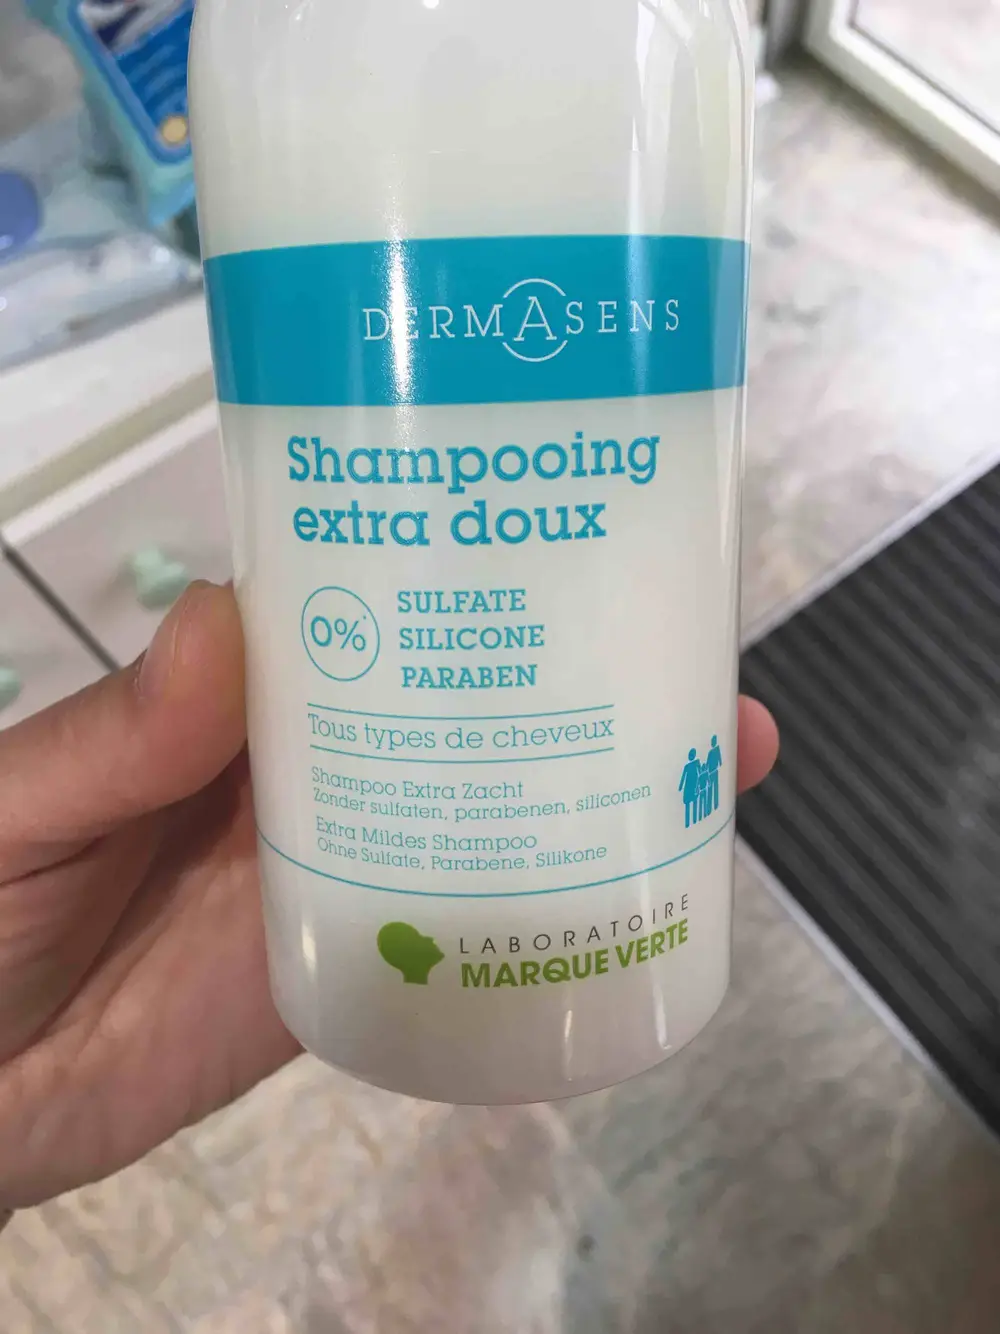 DERMASENS
Shampooing
extra doux
0%
SULFATE
SILICONE
PARABEN
Tous types de cheveux
Shampoo Extra Zacht
Zonder sulfaten, parabenen, siliconen
Extra Mildes Shampoo
Ohne Sulfate, Parabene, Silikone
LABORATOIRE
MARQUE VERTE